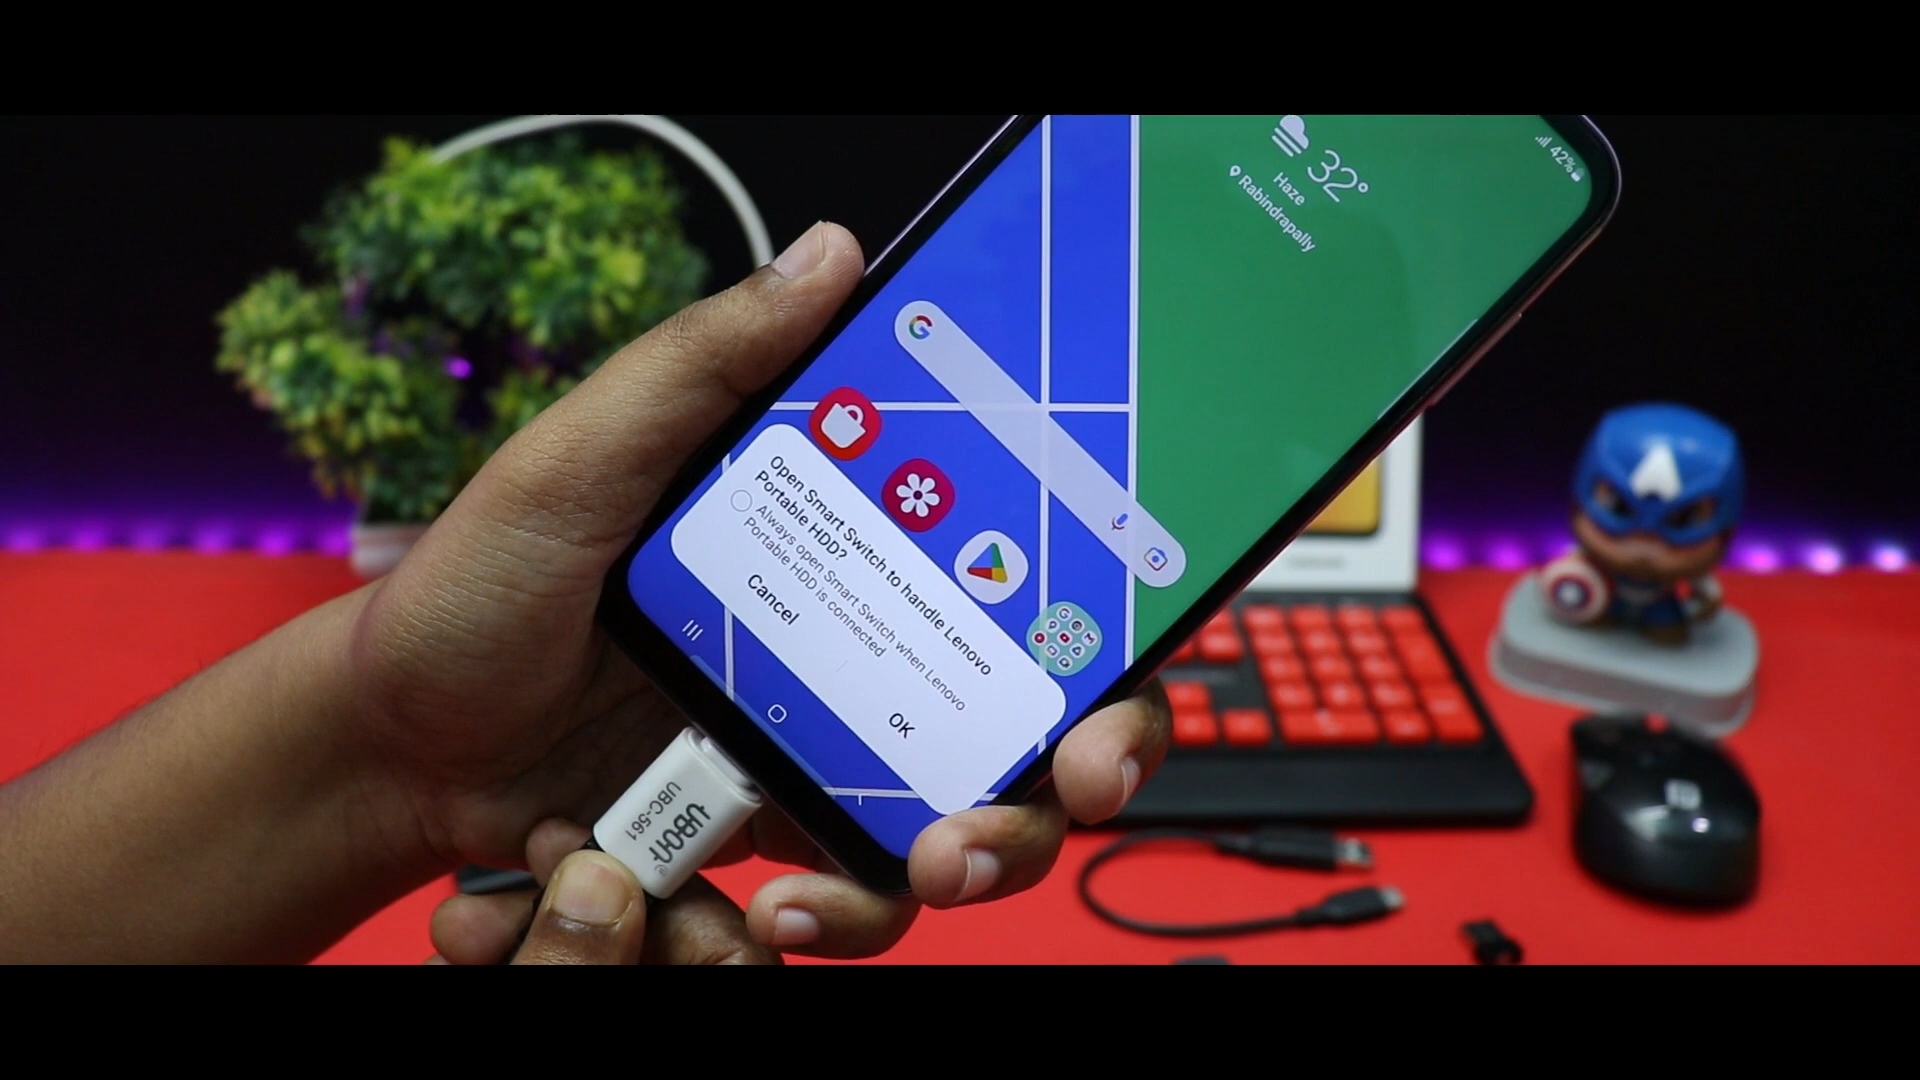 42%
32°
Haze
Rabindrapally
Open Smart Switch to handle Lenovo
Portable HDD?
Always open Smart Switch when Lenovo
Portable HDD is connected
Cancel
OK
UBON
UBC-561